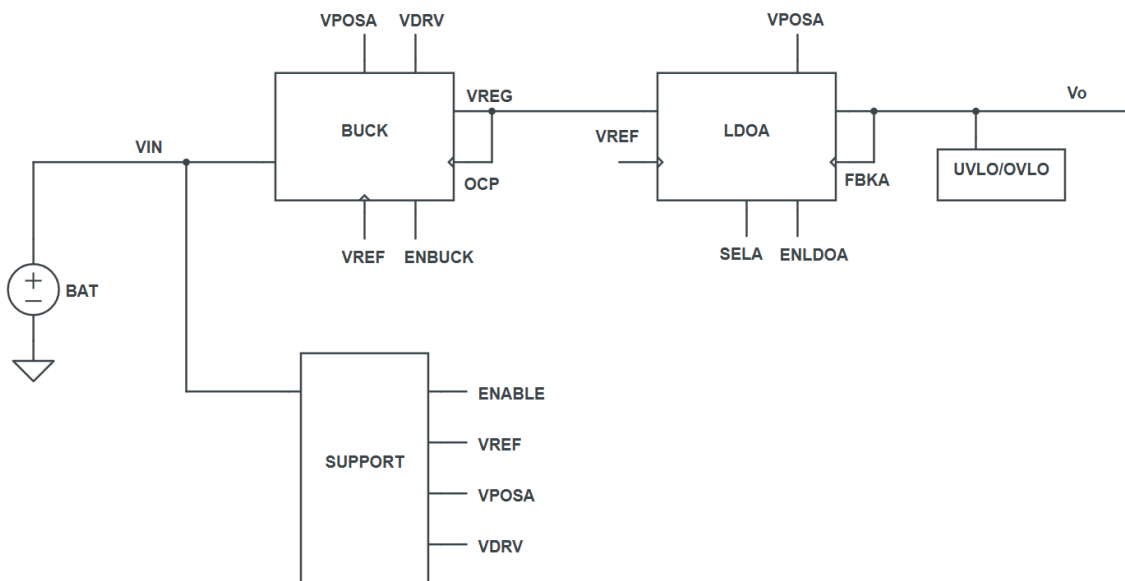 VPOSA
VDRV
VPOSA
VREG
Vo
BUCK
VREF
LDOA
VIN
OCP
FBKA
UVLO/OVLO
VREF
ENBUCK
SELA
ENLDOA
+
−
BAT
ENABLE
VREF
SUPPORT
VPOSA
VDRV